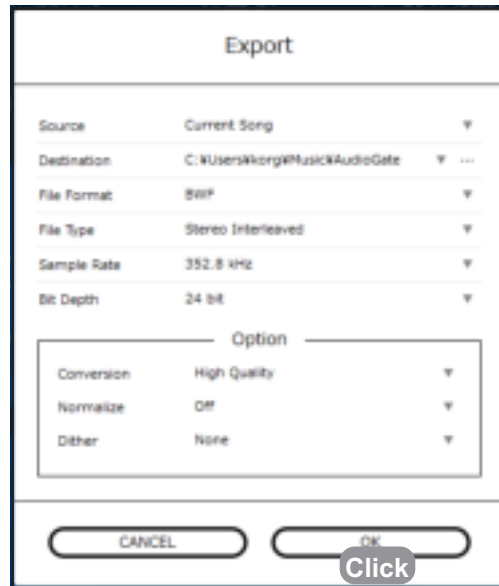 Export
Source Current Song
Destination C:¥Users¥korg¥Music¥AudioGate ...
File Format BWF
File Type Stereo Interleaved
Sample Rate 352.8 kHz
Bit Depth 24 bit
Option
Conversion High Quality
Normalize Off
Dither None
CANCEL OK
Click